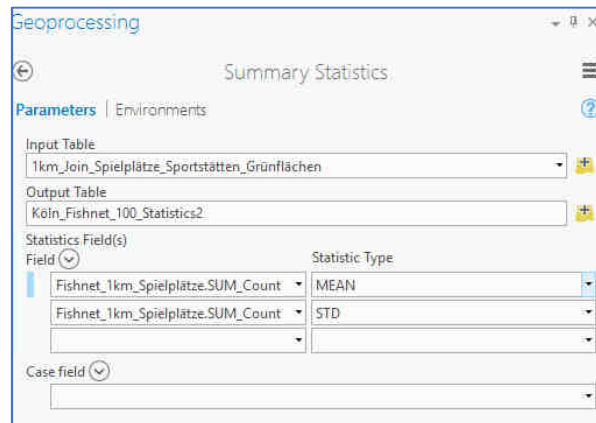 Geoprocessing
Summary Statistics
Parameters | Environments
Input Table
1km_Join_Spielplätze_Sportstätten_Grünflächen
Output Table
Köln_Fishnet_100_Statistics2
Statistics Field(s)
Field Statistic Type
Fishnet_1km_Spielplätze.SUM_Count MEAN
Fishnet_1km_Spielplätze.SUM_Count STD
Case field